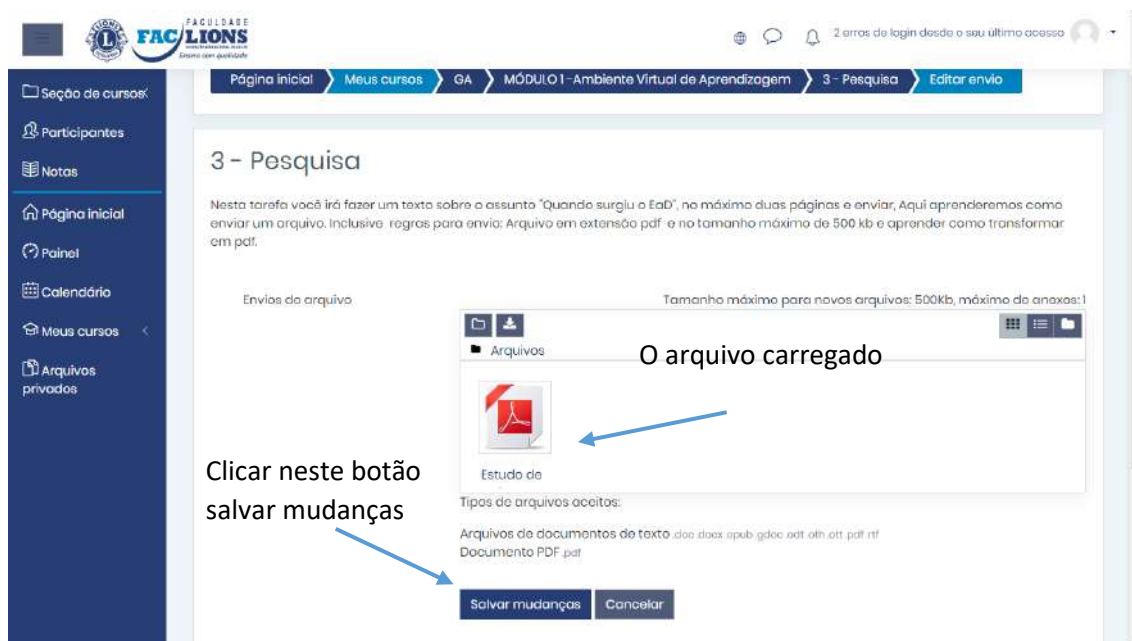 FACULDADE
FAC LIONS
Ensino com qualidade
2 erros de login desde o seu último acesso
Página inicial Meus cursos GA MÓDULO 1-Ambiente Virtual de Aprendizagem 3 - Pesquisa Editar envio
Seção de cursos
Participantes
Notas
Página inicial
Painel
Calendário
Meus cursos
Arquivos
privados
3 - Pesquisa
Nesta tarefa você irá fazer um texto sobre o assunto "Quando surgiu o EaD", no máximo duas páginas e enviar, Aqui aprenderemos como
enviar um arquivo. Inclusive regras para envio: Arquivo em extensão pdf e no tamanho máximo de 500 kb e aprender como transformar
em pdf.
Envios de arquivo
Tamanho máximo para novos arquivos: 500Kb, máximo de anexos: 1
Arquivos
O arquivo carregado
Estudo de
Clicar neste botão
salvar mudanças
Tipos de arquivos aceitos:
Arquivos de documentos de texto .doc .docx .epub .gdoc .odt .oth .ott .pdf .rtf
Documento PDF .pdf
Salvar mudanças Cancelar